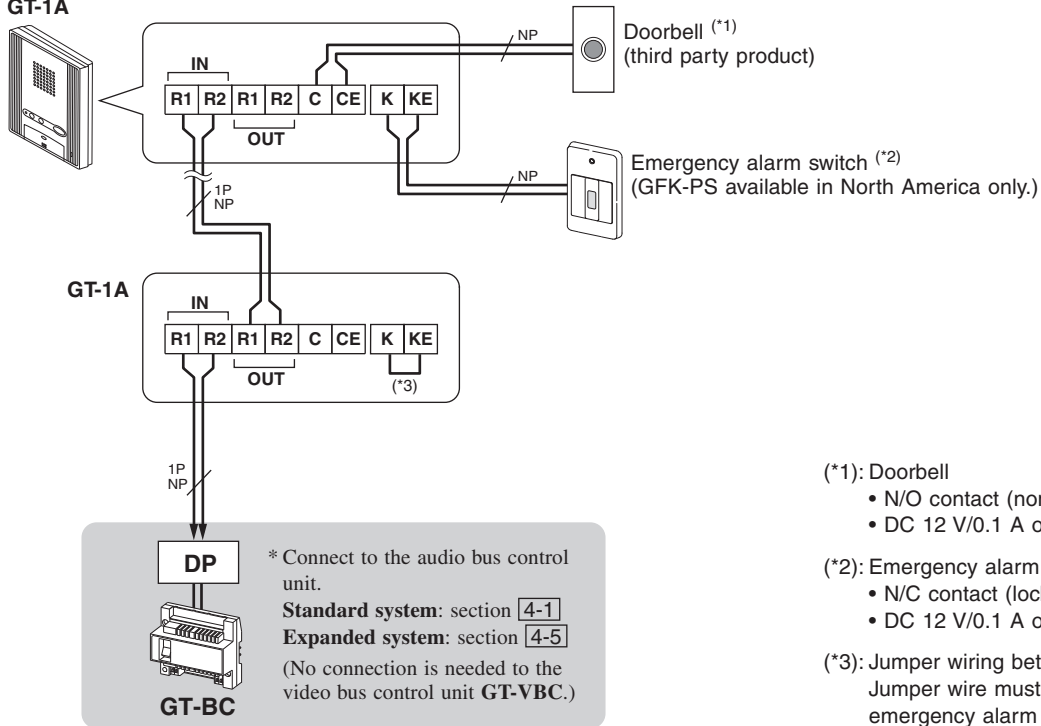 GT-1A
IN
R1 R2 R1 R2 C CE K KE
OUT
NP
Doorbell (*1)
(third party product)
NP
Emergency alarm switch (*2)
(GFK-PS available in North America only.)
1P
NP
GT-1A
IN
R1 R2 R1 R2 C CE K KE
OUT
(*3)
1P
NP
DP
GT-BC
* Connect to the audio bus control
unit.
Standard system: section 4-1
Expanded system: section 4-5
(No connection is needed to the
video bus control unit GT-VBC.)
(*1): Doorbell
• N/O contact
• DC 12 V/0.1 A
(*2): Emergency alarm
• N/C contact
• DC 12 V/0.1 A
(*3): Jumper wiring
Jumper wire must
emergency alarm